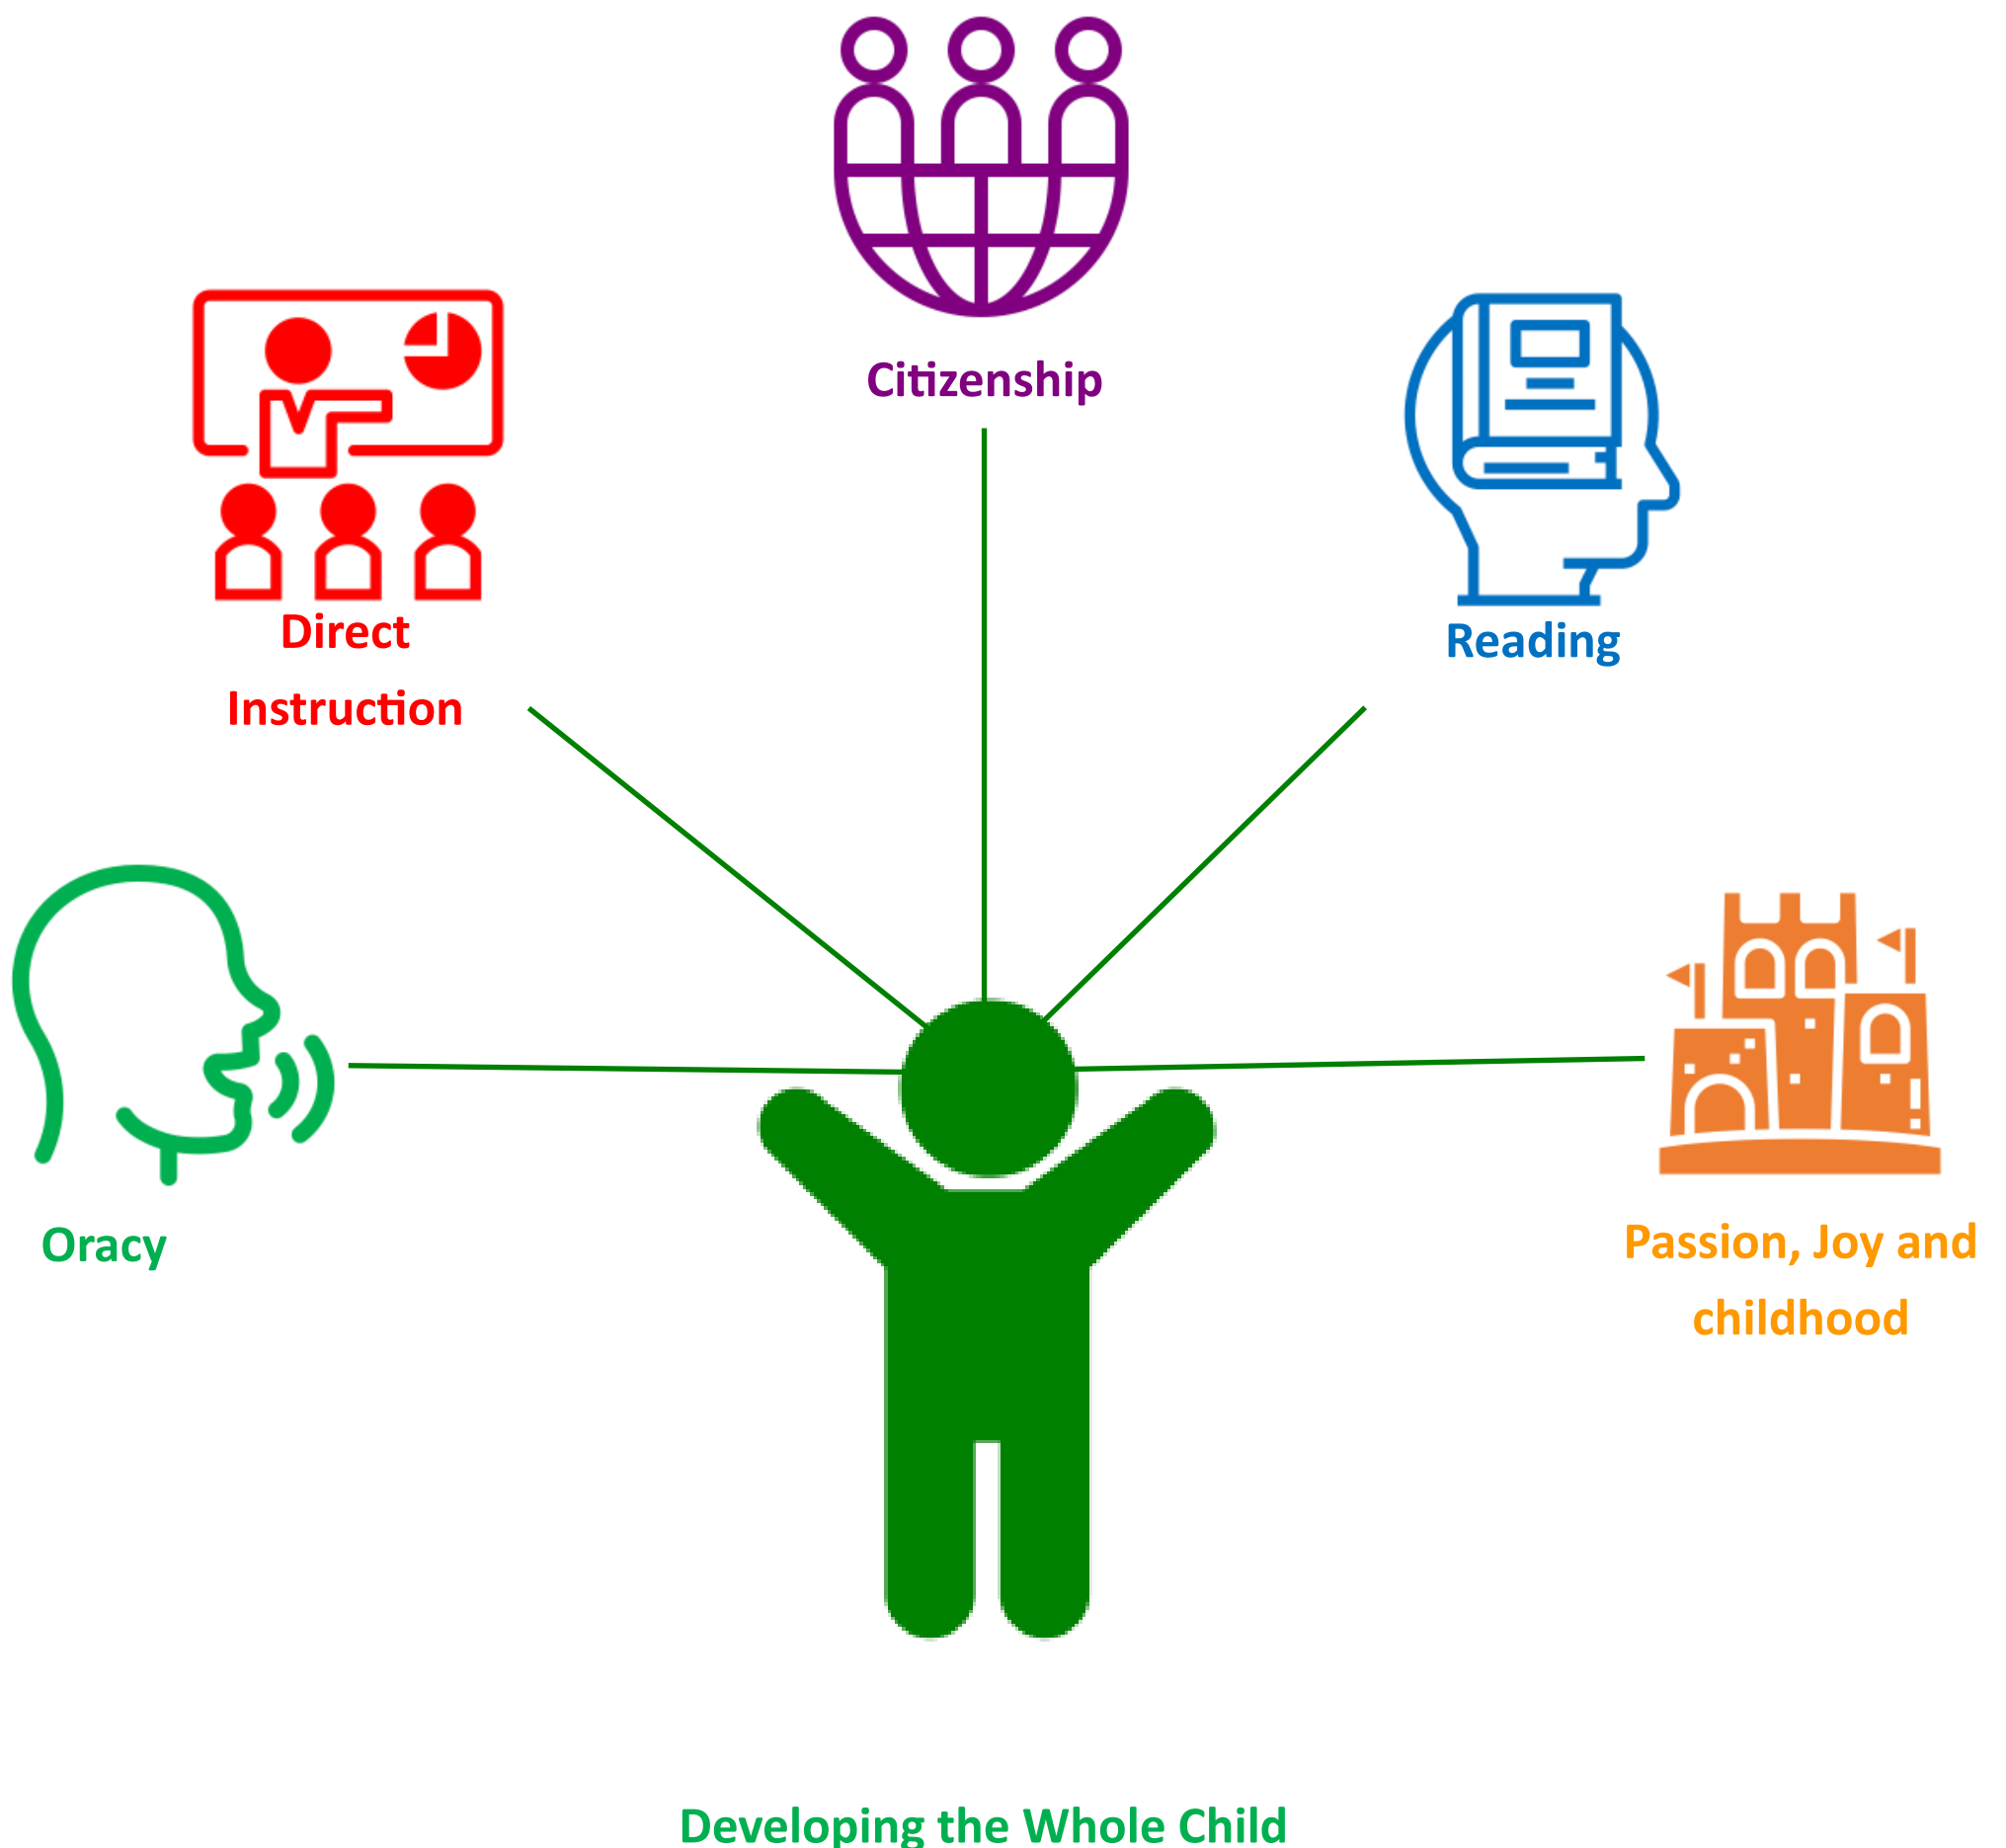 Citizenship
Direct
Instruction
Reading
Oracy
Passion, Joy and
childhood
Developing the Whole Child